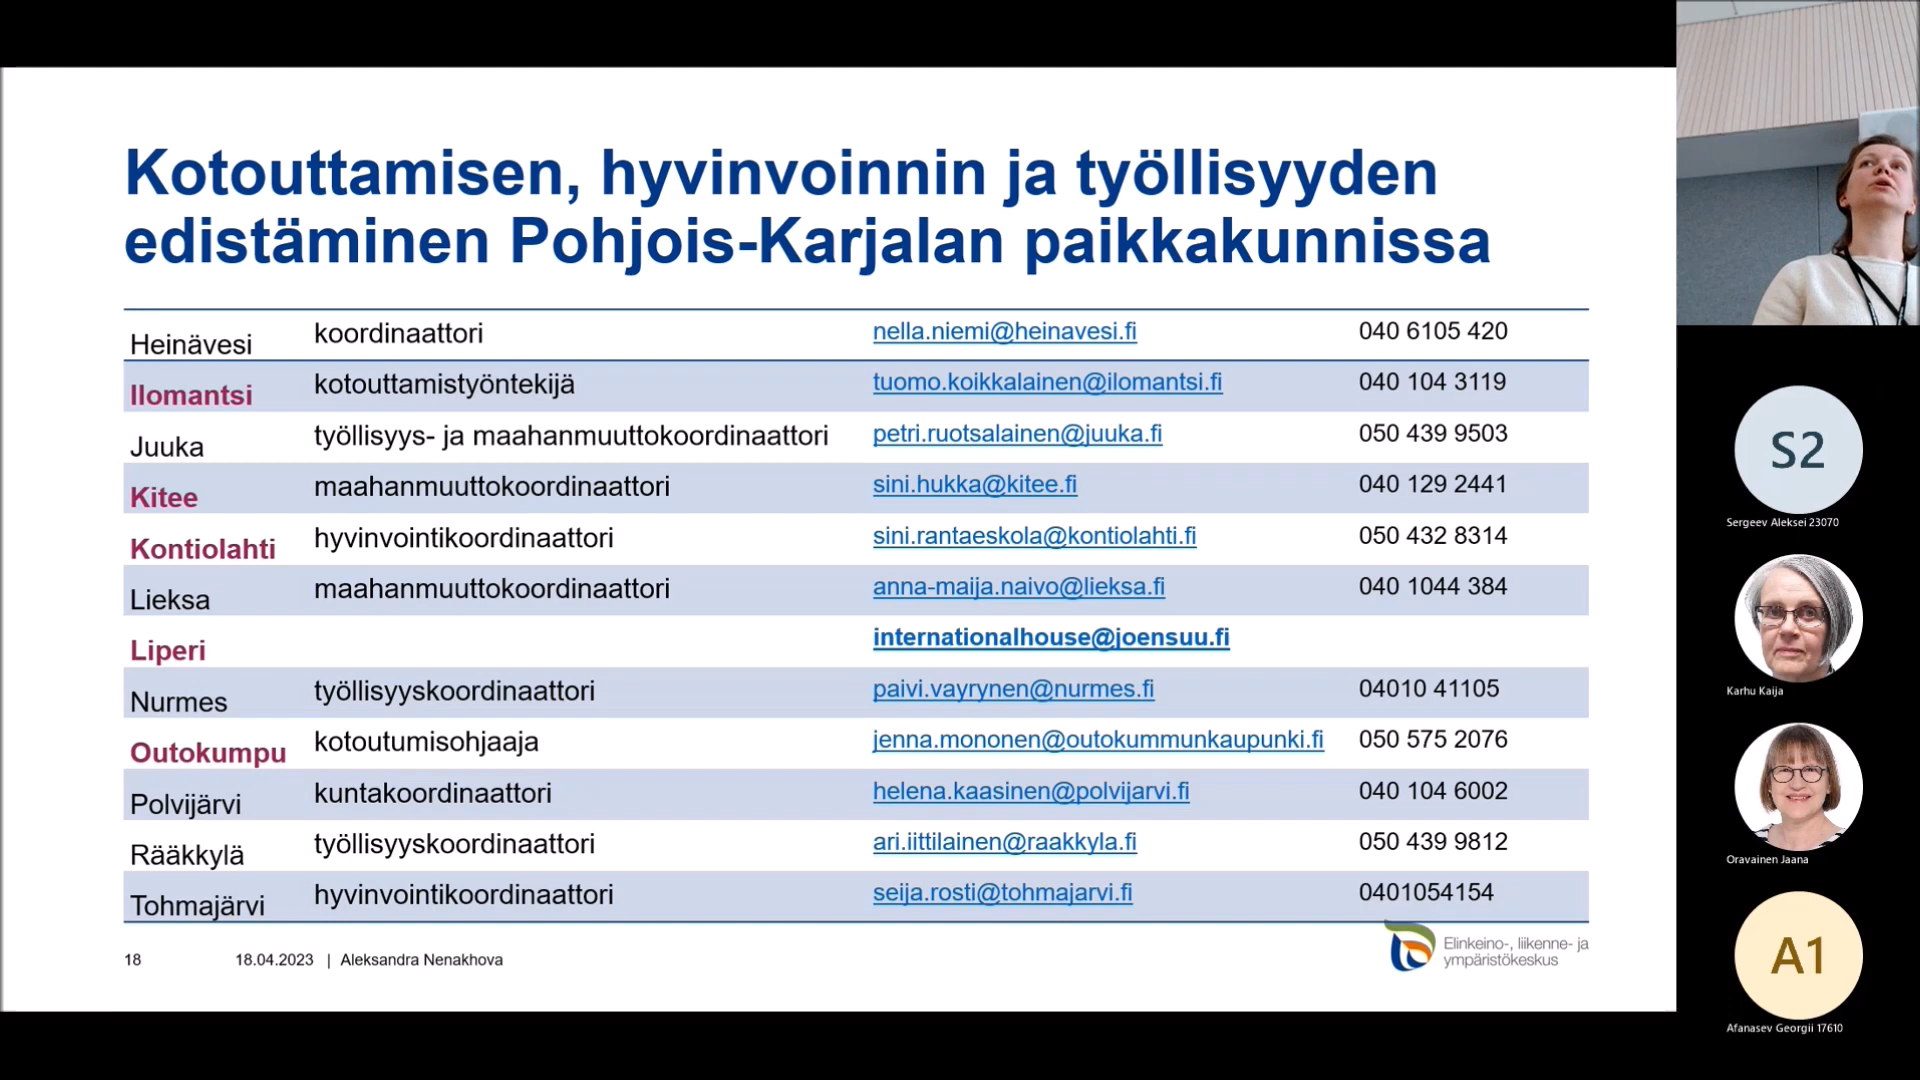 Kotouttamisen, hyvinvoinnin ja työllisyyden
edistäminen Pohjois-Karjalan paikkakunnissa
Heinävesi koordinaattori nella.niemi@heinavesi.fi 040 6105 420
Ilomantsi kotouttamistyöntekijä tuomo.koikkalainen@ilomantsi.fi 040 104 3119
Juuka työllisyys- ja maahanmuuttokoordinaattori petri.ruotsalainen@juuka.fi 050 439 9503
Kitee maahanmuuttokoordinaattori sini.hukka@kitee.fi 040 129 2441
Kontiolahti hyvinvointikoordinaattori sini.rantaeskola@kontiolahti.fi 050 432 8314
Lieksa maahanmuuttokoordinaattori anna-maija.naivo@lieksa.fi 040 1044 384
Liperi internationalhouse@joensuu.fi
Nurmes työllisyyskoordinaattori paivi.vayrynen@nurmes.fi 04010 41105
Outokumpu kotoutumisohjaaja jenna.mononen@outokummunkaupunki.fi 050 575 2076
Polvijärvi kuntakoordinaattori helena.kaasinen@polvijarvi.fi 040 104 6002
Rääkkylä työllisyyskoordinaattori ari.iittilainen@raakkyla.fi 050 439 9812
Tohmajärvi hyvinvointikoordinaattori seija.rosti@tohmajarvi.fi 0401054154
18 18.04.2023 | Aleksandra Nenakhova
Elinkeino-, liikenne- ja
ympäristökeskus
S2
Sergeev Aleksei 23070
Karhu Kaija
Oravainen Jaana
A1
Afanasev Georgii 17610